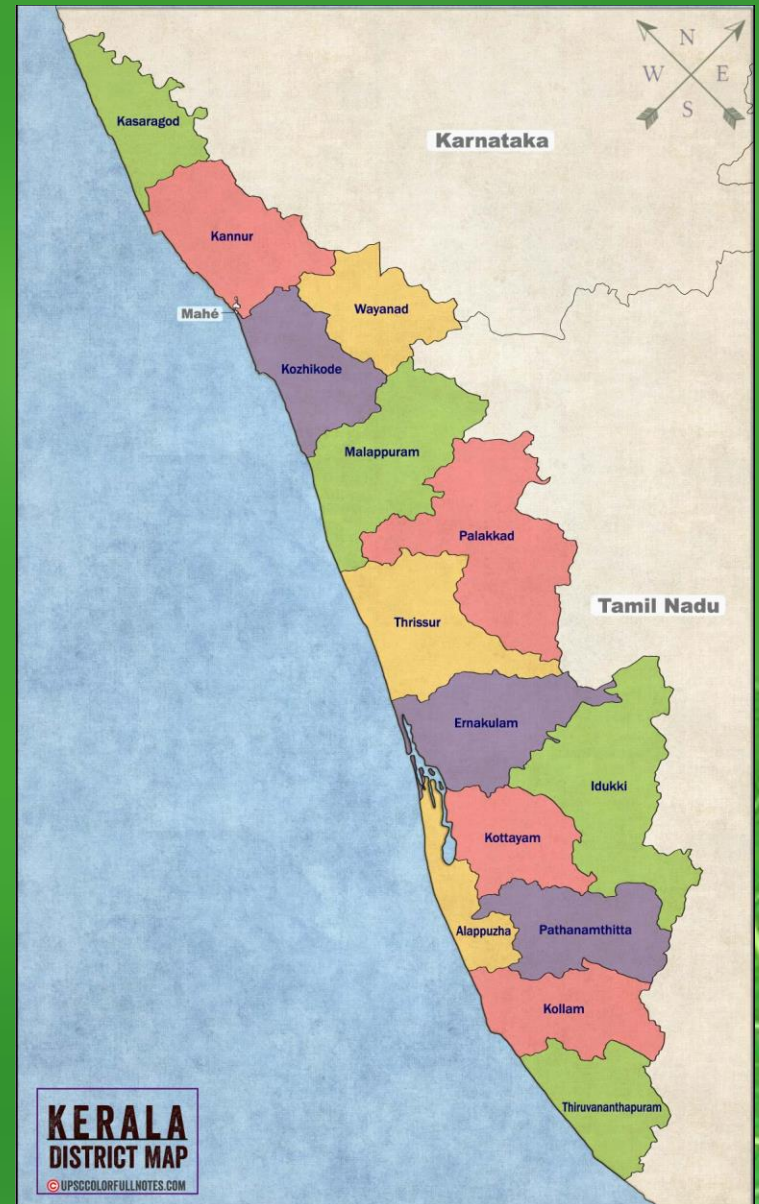 N
W E
S
Karnataka
Kasaragod
Kannur
Wayanad
Mahé
Kozhikode
Malappuram
Palakkad
Tamil Nadu
Thrissur
Ernakulam
Idukki
Kottayam
Alappuzha
Pathanamthitta
Kollam
Thiruvananthapuram
KERALA
DISTRICT MAP
© UPSCCOLORFULLNOTES.COM